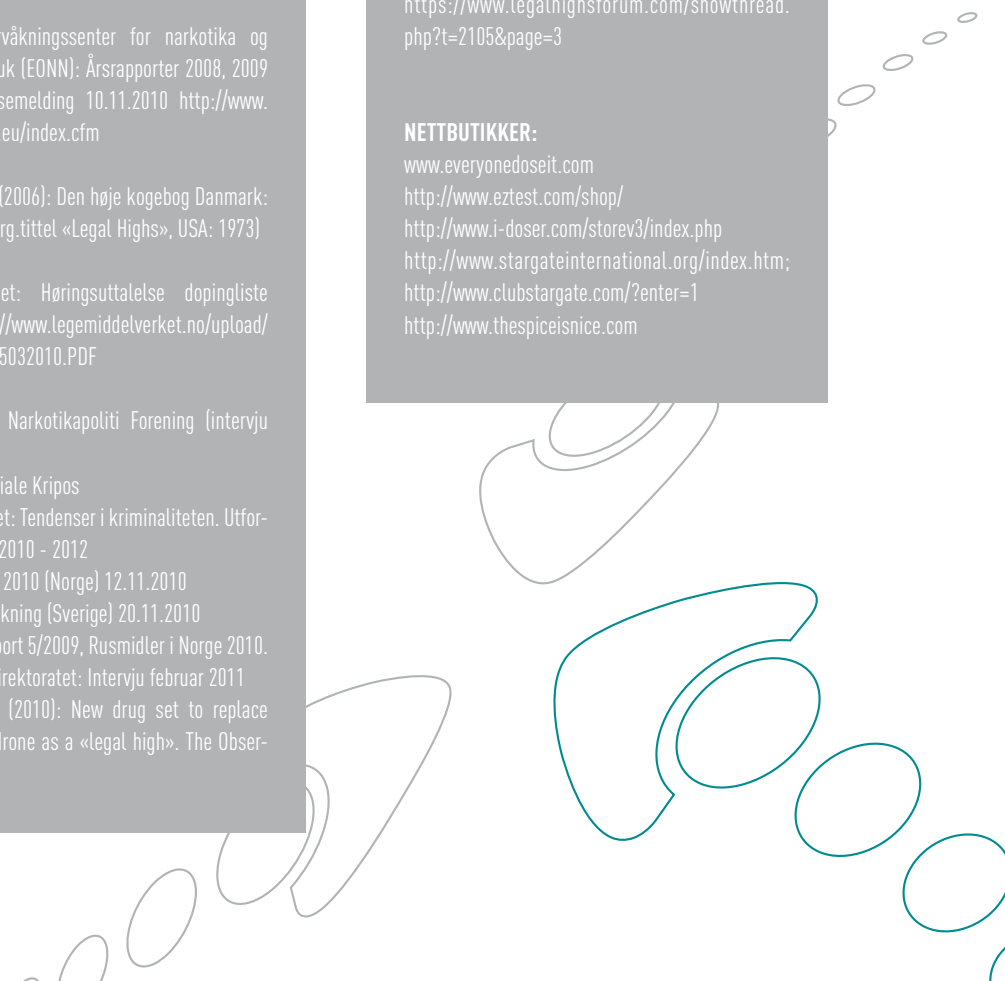 våkningssenter for narkotika og
uk (EONN): Årsrapporter 2008, 2009
semelding 10.11.2010 http://www.
.eu/index.cfm
(2006): Den høje kogebog Danmark:
rg.tittel «Legal Highs», USA: 1973)
et: Høringsuttalelse dopingliste
//www.legemiddelverket.no/upload/
5032010.PDF
Narkotikapoliti Forening (intervju
iale Kripos
et: Tendenser i kriminaliteten. Utfor-
2010 - 2012
2010 (Norge) 12.11.2010
kning (Sverige) 20.11.2010
port 5/2009, Rusmidler i Norge 2010.
irektoratet: Intervju februar 2011
(2010): New drug set to replace
drone as a «legal high». The Obser-
https://www.legalhighsforum.com/showthread.
php?t=2105&page=3
NETTBUTIKKER:
www.everyonedoseit.com
http://www.eztest.com/shop/
http://www.i-doser.com/storev3/index.php
http://www.stargateinternational.org/index.htm;
http://www.clubstargate.com/?enter=1
http://www.thespiceisnice.com